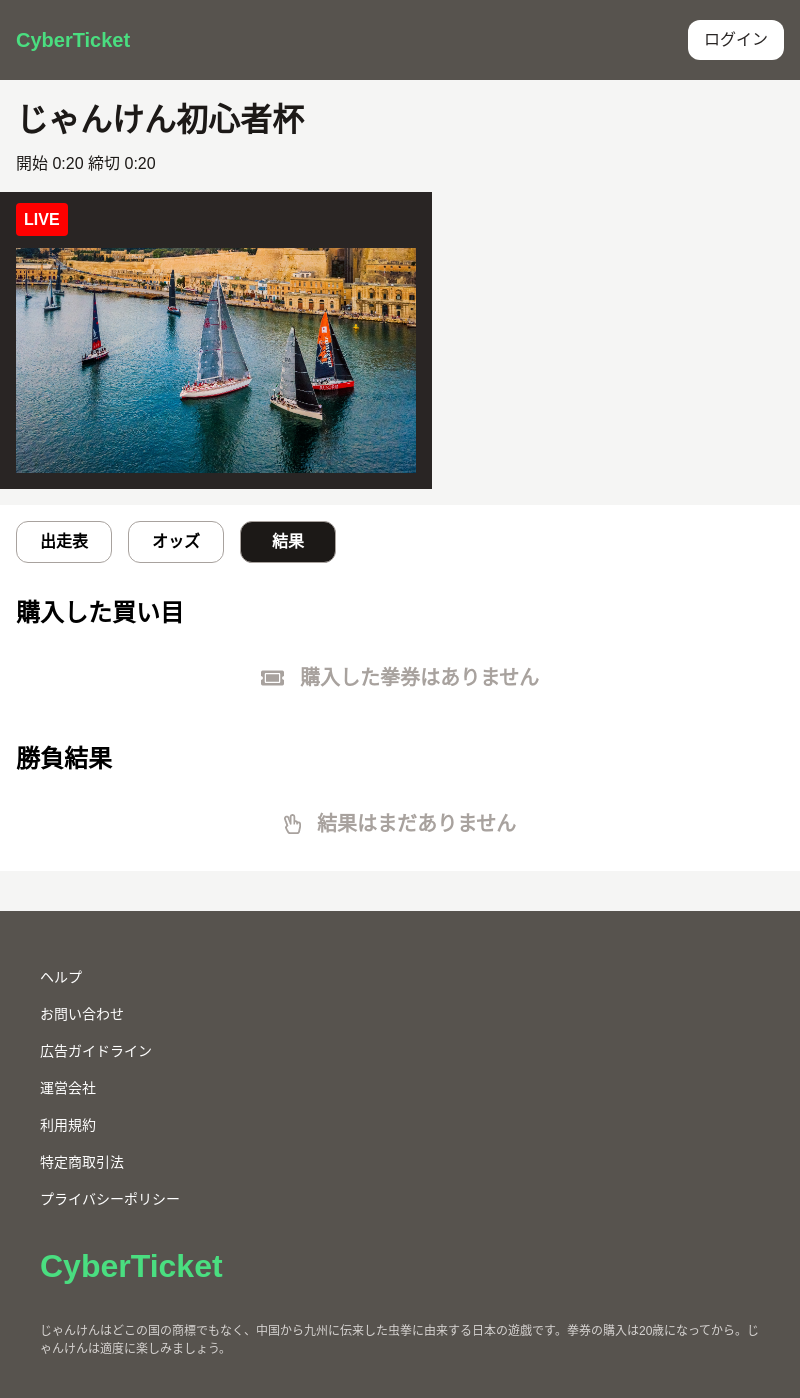 CyberTicket
ログイン
じゃんけん初心者杯
開始 0:20 締切 0:20
LIVE
出走表
オッズ
結果
購入した買い目
購入した拳券はありません
勝負結果
結果はまだありません
ヘルプ
お問い合わせ
広告ガイドライン
運営会社
利用規約
特定商取引法
プライバシーポリシー
CyberTicket
じゃんけんはどこの国の商標でもなく、中国から九州に伝来した虫拳に由来する日本の遊戯です。拳券の購入は20歳になってから。じ
ゃんけんは適度に楽しみましょう。